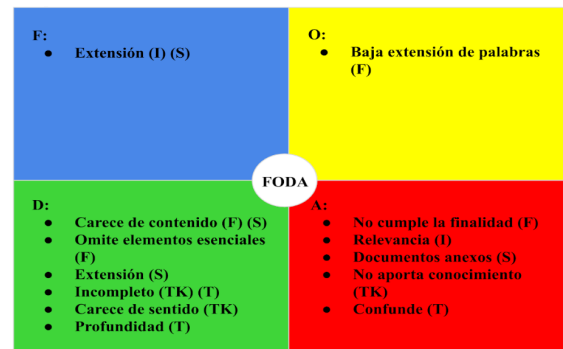 F:
● Extensión (I) (S)
O:
● Baja extensión de palabras
(F)
FODA
D:
● Carece de contenido (F) (S)
● Omite elementos esenciales
(F)
● Extensión (S)
● Incompleto (TK) (T)
● Carece de sentido (TK)
● Profundidad (T)
A:
● No cumple la finalidad (F)
● Relevancia (I)
● Documentos anexos (S)
● No aporta conocimiento
(TK)
● Confunde (T)